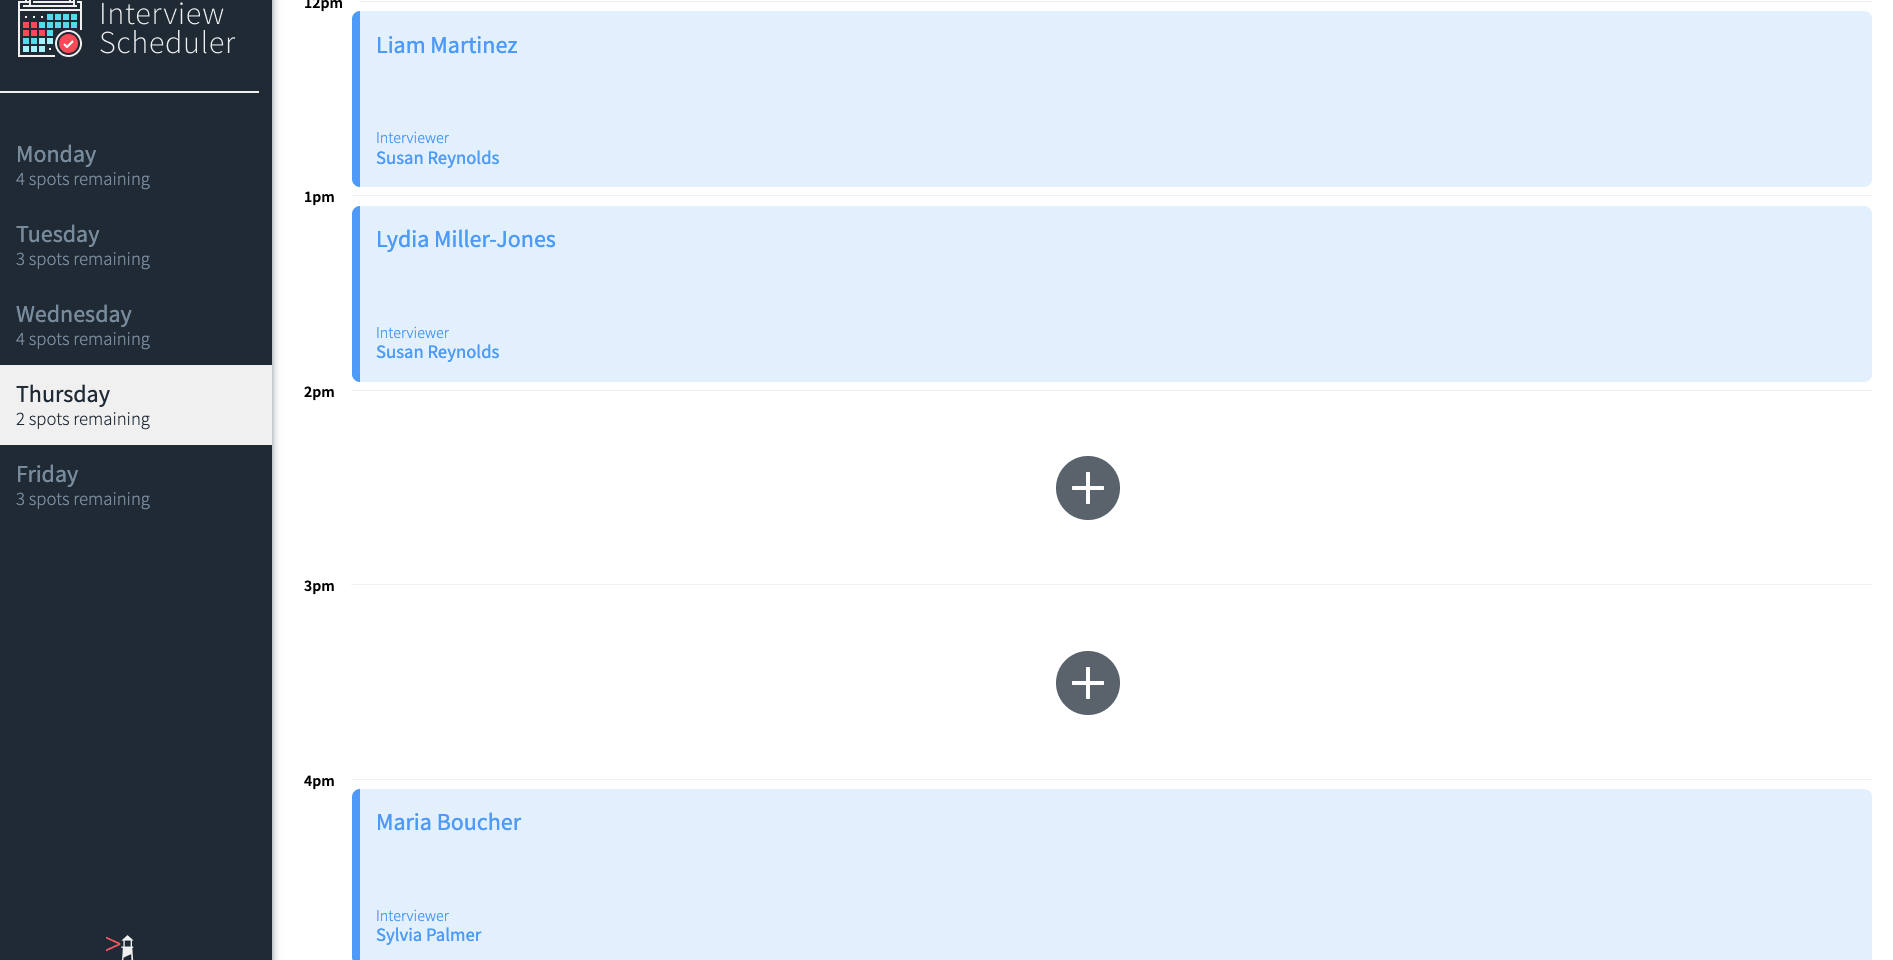 Interview
Scheduler
Monday
4 spots remaining
Tuesday
3 spots remaining
Wednesday
4 spots remaining
Thursday
2 spots remaining
Friday
3 spots remaining
>
12pm
Liam Martinez
Interviewer
Susan Reynolds
1pm
Lydia Miller-Jones
Interviewer
Susan Reynolds
2pm
3pm
4pm
Maria Boucher
Interviewer
Sylvia Palmer